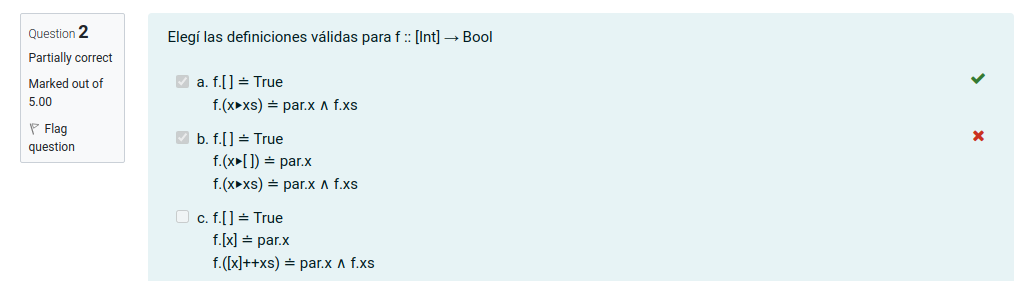 Question 2
Partially correct
Marked out of
5.00
Flag
question
Elegí las definiciones válidas para f :: [Int] → Bool
a. f.[ ] ≐ True
f.(x▸xs) ≐ par.x ∧ f.xs
b. f.[ ] ≐ True
f.(x▸[ ]) ≐ par.x
f.(x▸xs) ≐ par.x ∧ f.xs
c. f.[ ] ≐ True
f.[x] ≐ par.x
f.([x]++xs) ≐ par.x ∧ f.xs